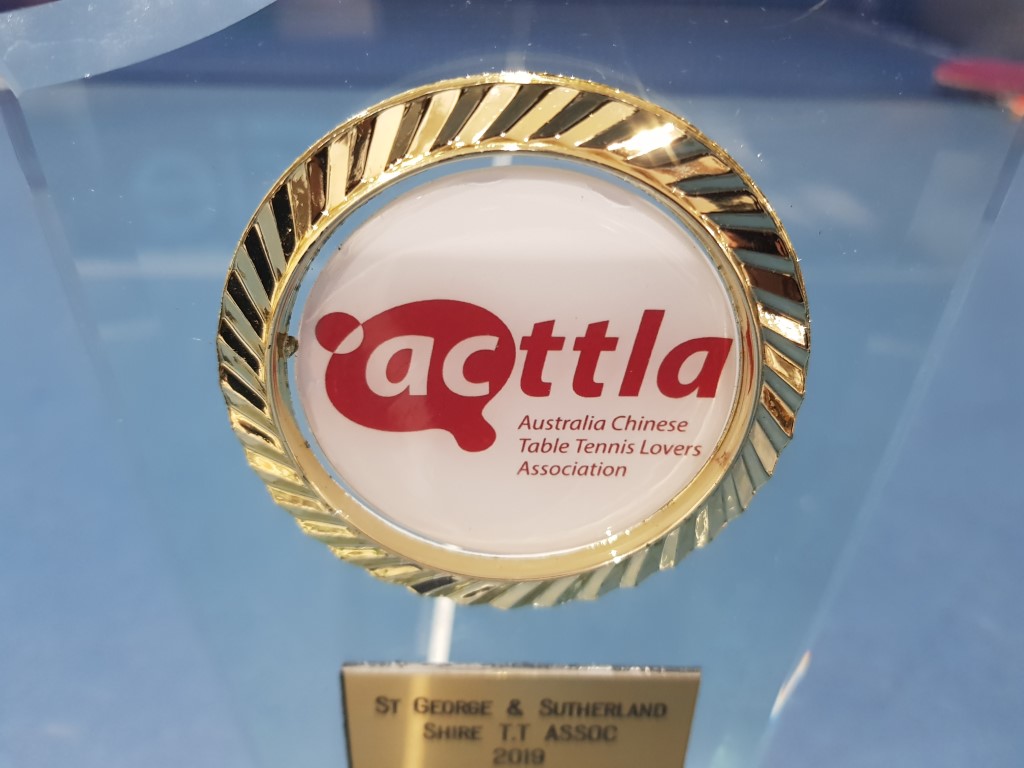 acttla
Australia Chinese
Table Tennis Lovers
Association
ST GEORGE & SUTHERLAND
SHIRE T.T ASSOC
2019